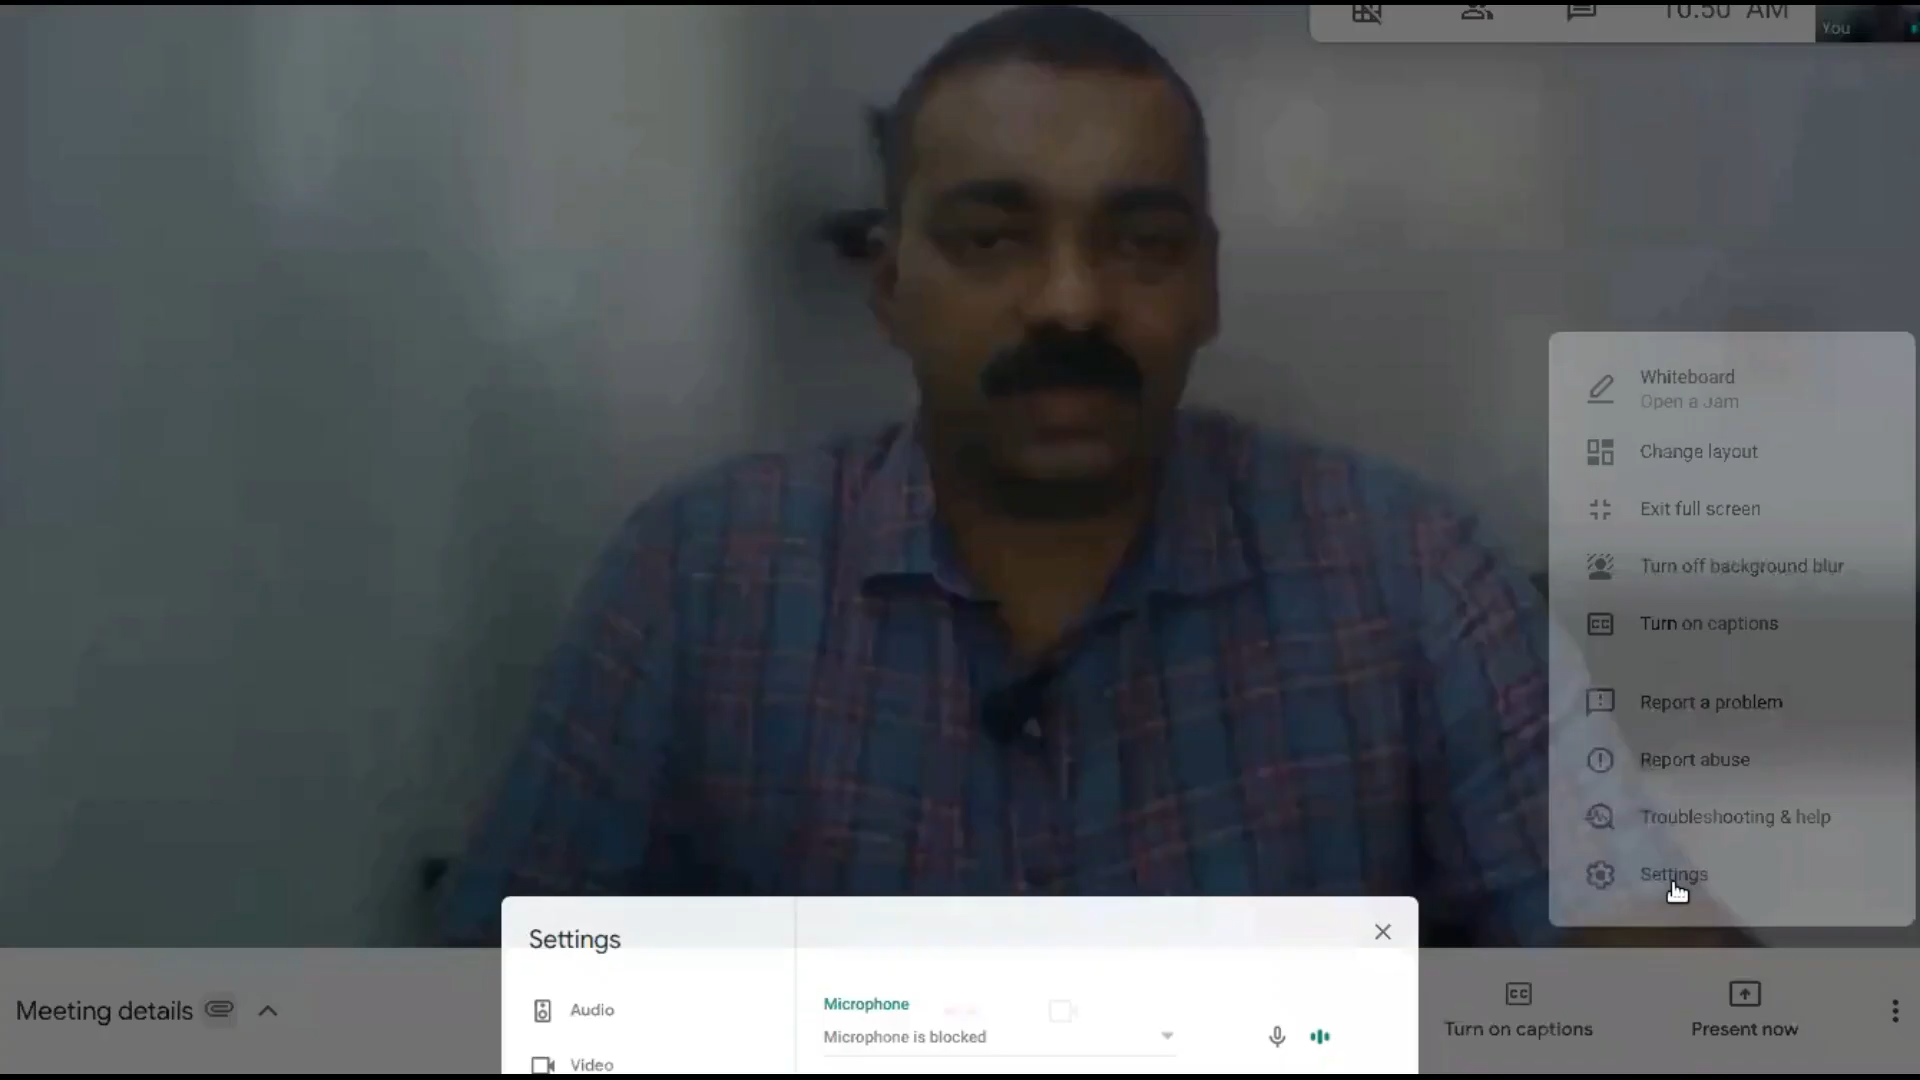 10:50 AM
You
Whiteboard
Open a Jam
Change layout
Exit full screen
Turn off background blur
Turn on captions
Report a problem
Report abuse
Troubleshooting & help
Settings
Settings
Audio
Video
Microphone
Microphone is blocked
Meeting details
Turn on captions
Present now